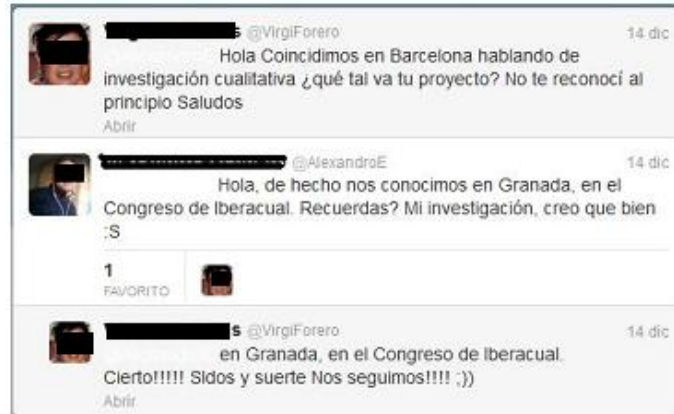 s @VirgiForero 14 dic
Hola Coincidimos en Barcelona hablando de
investigación cualitativa ¿qué tal va tu proyecto? No te reconocí al
principio Saludos
Abrir
@AlexandroE 14 dic
Hola, de hecho nos conocimos en Granada, en el
Congreso de Iberacual. Recuerdas? Mi investigación, creo que bien
:S
1
FAVORITO
s @VirgiForero 14 dic
en Granada, en el Congreso de Iberacual.
Cierto!!!!! Sldos y suerte Nos seguimos!!!! ;))
Abrir